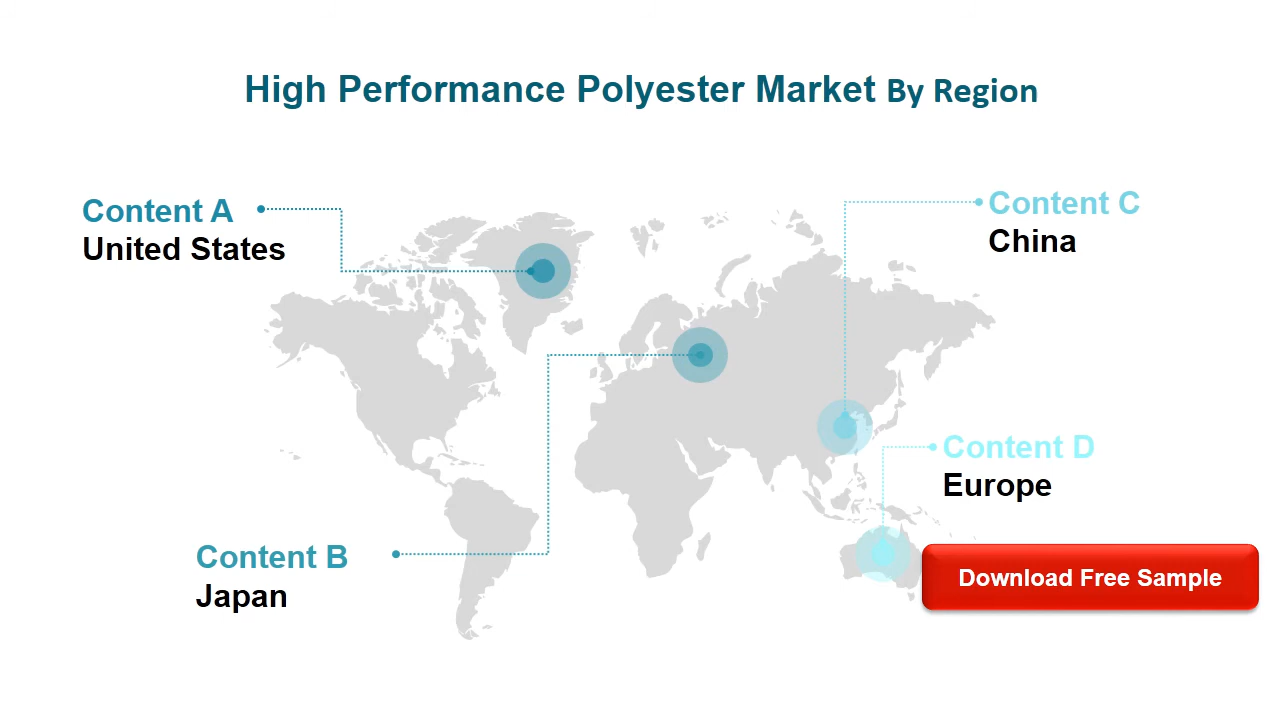 High Performance Polyester Market By Region
Content A
United States
Content C
China
Content D
Europe
Content B
Japan
Download Free Sample